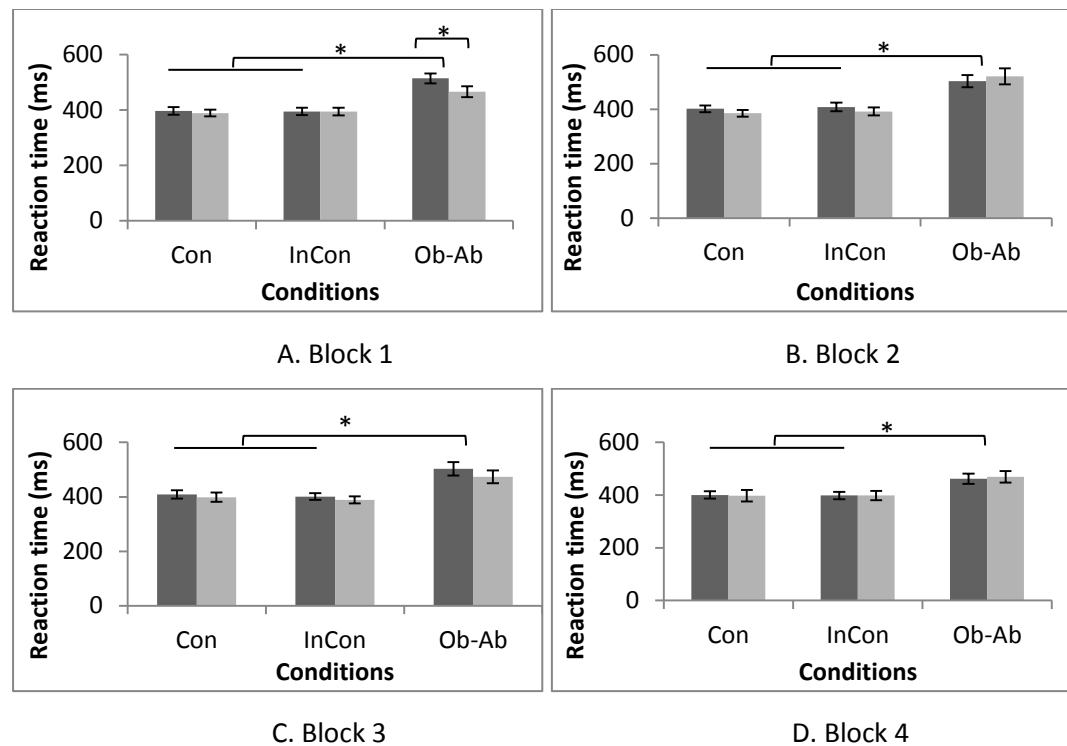 *
*
600
400
200
0
Reaction time (ms)
Con InCon Ob-Ab
Conditions
A. Block 1
*
600
400
200
0
Reaction time (ms)
Con InCon Ob-Ab
Conditions
B. Block 2
*
600
400
200
0
Reaction time (ms)
Con InCon Ob-Ab
Conditions
C. Block 3
*
600
400
200
0
Reaction time (ms)
Con InCon Ob-Ab
Conditions
D. Block 4